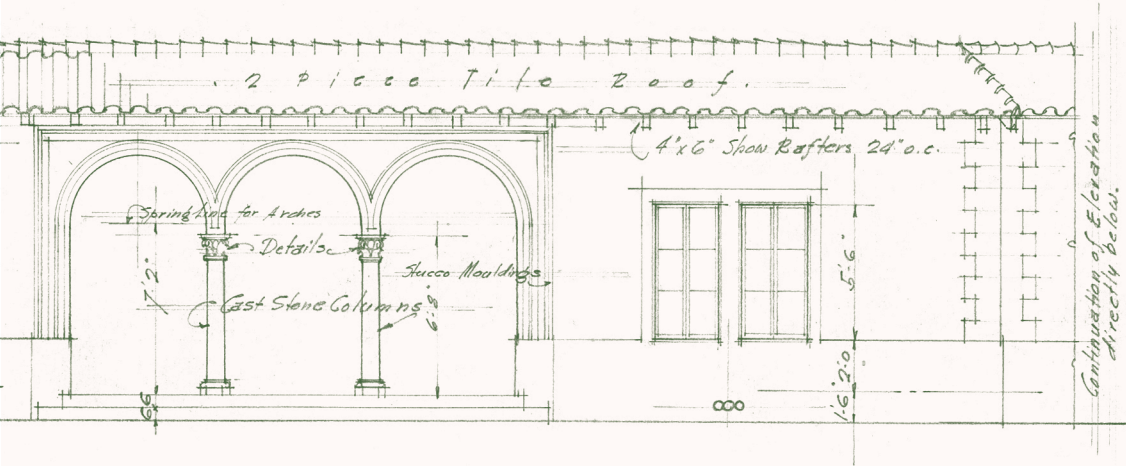 . 2 Piece Tile Roof .
4"x6" Show Rafters 24" o.c.
Spring Line for Arches
Details
Stucco Mouldings
Cast Stone Columns
7'-2"
6'-8"
5'-6"
2'-0
1'-6"
Continuation of Elevation
directly below.